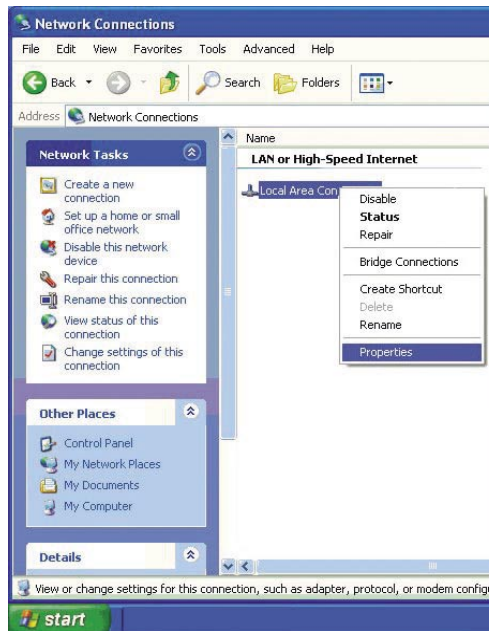 Network Connections
File Edit View Favorites Tools Advanced Help
Back Search Folders
Address Network Connections
Network Tasks
Create a new
connection
Set up a home or small
office network
Disable this network
device
Repair this connection
Rename this connection
View status of this
connection
Change settings of this
connection
Other Places
Control Panel
My Network Places
My Documents
My Computer
Details
Name
LAN or High-Speed Internet
Local Area Con
Disable
Status
Repair
Bridge Connections
Create Shortcut
Delete
Rename
Properties
View or change settings for this connection, such as adapter, protocol, or modem config
start